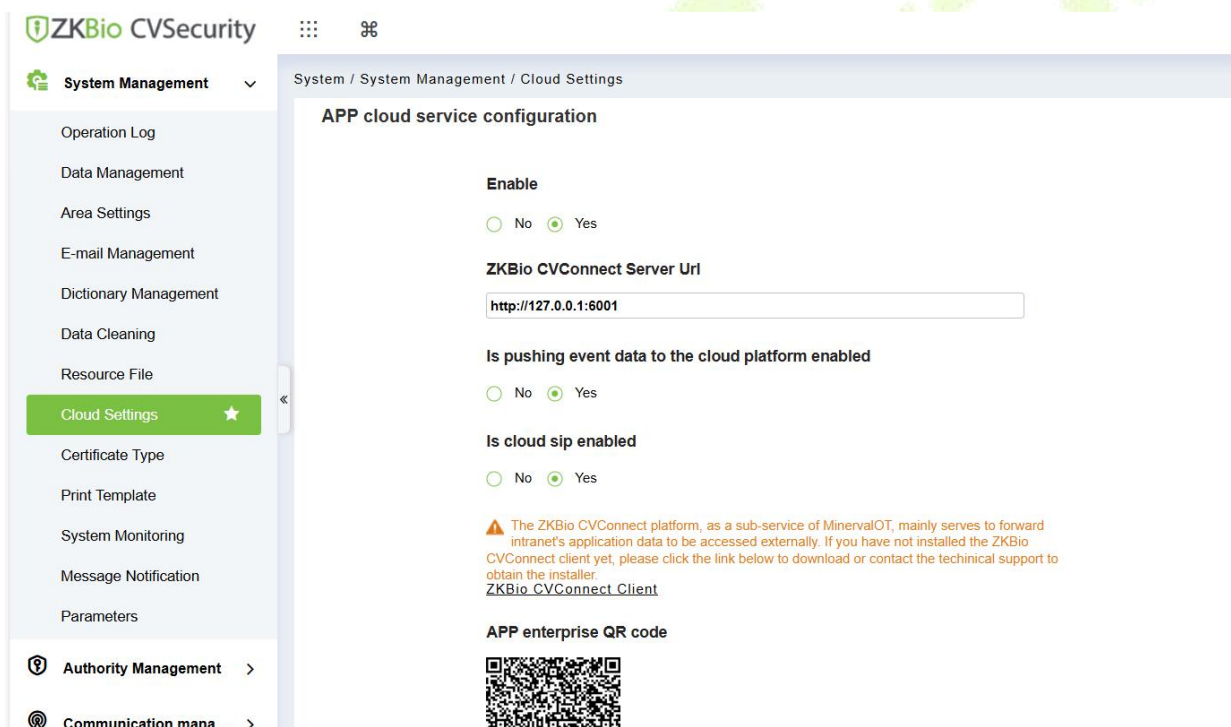 ZKBio CVSecurity
System Management
System / System Management / Cloud Settings
Operation Log
Data Management
Area Settings
E-mail Management
Dictionary Management
Data Cleaning
Resource File
Cloud Settings
Certificate Type
Print Template
System Monitoring
Message Notification
Parameters
Authority Management
Communication mana
APP cloud service configuration
Enable
No Yes
ZKBio CVConnect Server Url
http://127.0.0.1:6001
Is pushing event data to the cloud platform enabled
No Yes
Is cloud sip enabled
No Yes
The ZKBio CVConnect platform, as a sub-service of MinervaIOT, mainly serves to forward
intranet's application data to be accessed externally. If you have not installed the ZKBio
CVConnect client yet, please click the link below to download or contact the techinical support to
obtain the installer.
ZKBio CVConnect Client
APP enterprise QR code